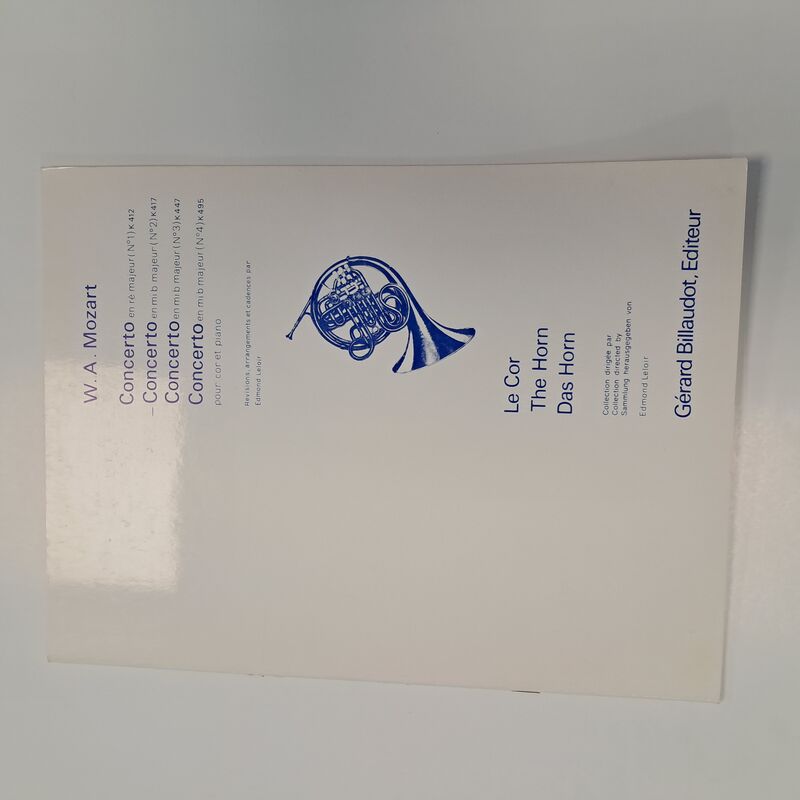 W. A. Mozart
Concerto en ré majeur (N°1) K 412
– Concerto en mi b majeur (N°2) K 417
Concerto en mi b majeur (N°3) K 447
Concerto en mi b majeur (N°4) K 495
pour cor et piano
Révisions, arrangements et cadences par
Edmond Leloir
Le Cor
The Horn
Das Horn
Collection dirigée par
Collection directed by
Sammlung herausgegeben von
Edmond Leloir
Gérard Billaudot, Editeur